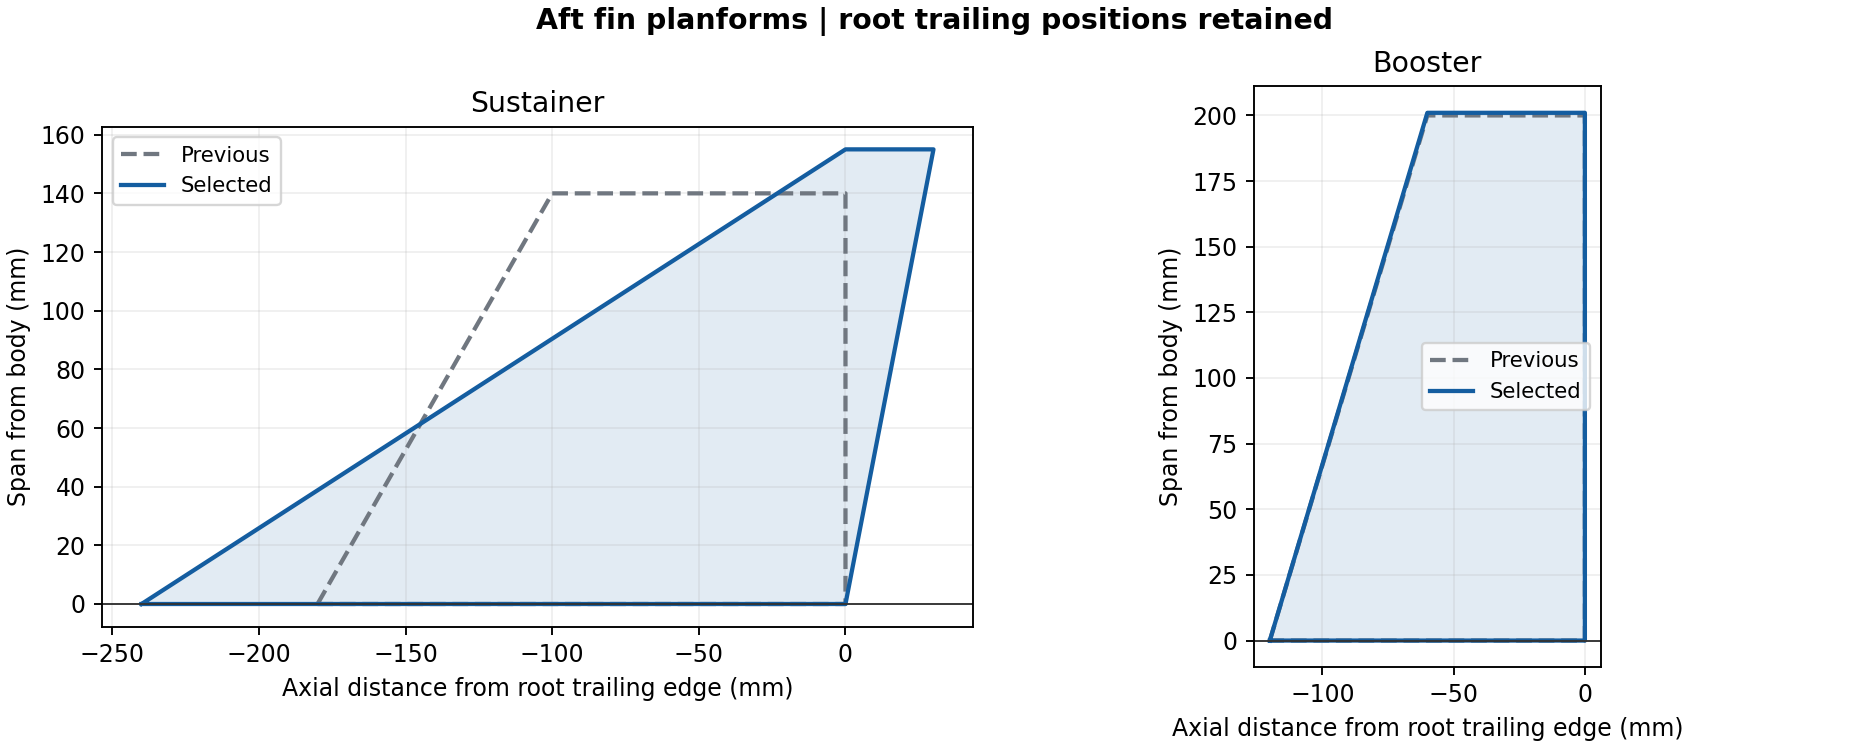 Aft fin planforms | root trailing positions retained
Sustainer
Previous
Selected
Span from body (mm)
160
140
120
100
80
60
40
20
0
−250 −200 −150 −100 −50 0
Axial distance from root trailing edge (mm)
Booster
Previous
Selected
Span from body (mm)
200
175
150
125
100
75
50
25
0
−100 −50 0
Axial distance from root trailing edge (mm)